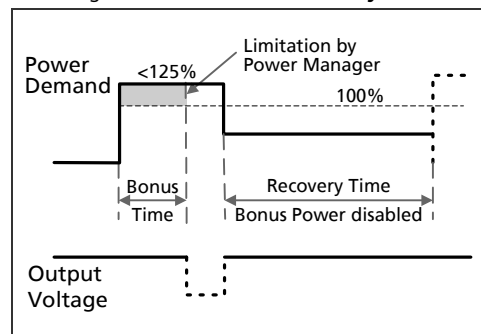 Power
Demand
<125%
Limitation by
Power Manager
100%
Bonus
Time
Recovery Time
Bonus Power disabled
Output
Voltage